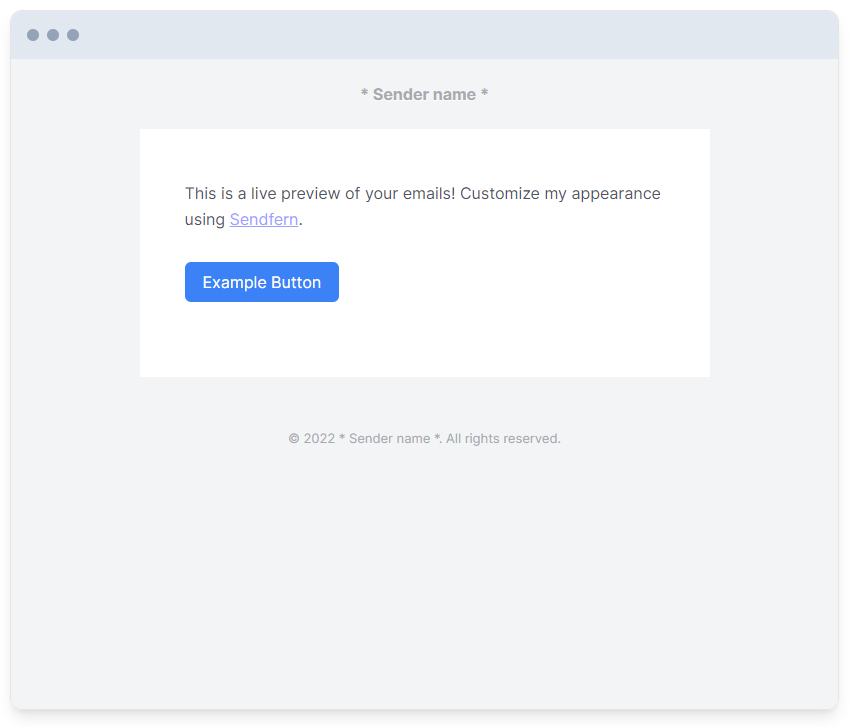 * Sender name *
This is a live preview of your emails! Customize my appearance
using Sendfern.
Example Button
© 2022 * Sender name *. All rights reserved.